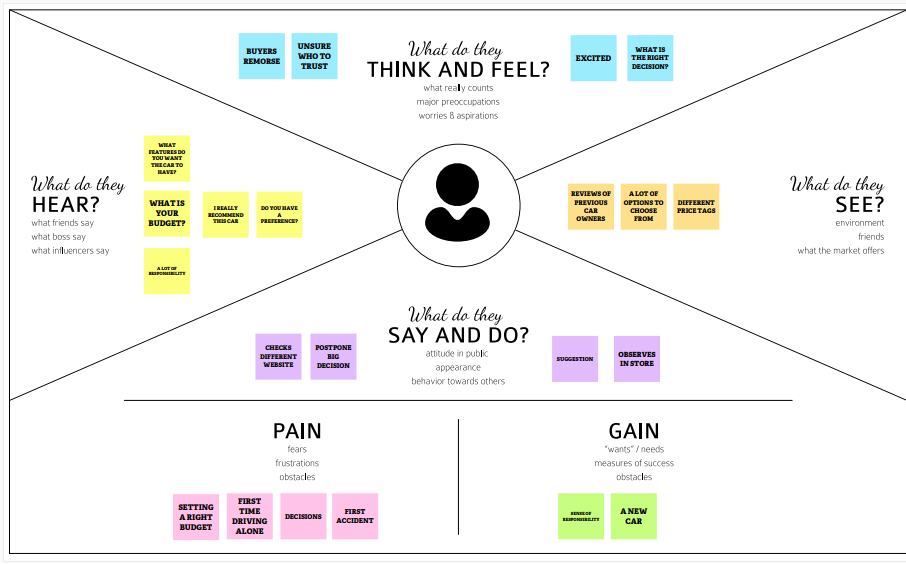 BUYERS
REMORSE
UNSURE
WHO TO
TRUST
What do they
THINK AND FEEL?
what really counts
major preoccupations
worries & aspirations
EXCITED
WHAT IS
THE RIGHT
DECISION?
What do they
HEAR?
what friends say
what boss say
what influencers say
WHAT
FEATURES DO
YOU WANT
THE CAR TO
HAVE?
WHAT IS
YOUR
BUDGET?
I REALLY
RECOMMEND
THIS CAR
DO YOU HAVE
A
PREFERENCE?
A LOT OF
RESPONSIBILITY
REVIEWS OF
PREVIOUS
CAR
OWNERS
A LOT OF
OPTIONS TO
CHOOSE
FROM
DIFFERENT
PRICE TAGS
What do they
SEE?
environment
friends
what the market offers
What do they
SAY AND DO?
attitude in public
appearance
behavior towards others
CHECKS
DIFFERENT
WEBSITE
POSTPONE
BIG
DECISION
SUGGESTION
OBSERVES
IN STORE
PAIN
fears
frustrations
obstacles
SETTING
A RIGHT
BUDGET
FIRST
TIME
DRIVING
ALONE
DECISIONS
FIRST
ACCIDENT
GAIN
"wants" / needs
measures of success
obstacles
SENSE OF
RESPONSIBILITY
A NEW
CAR